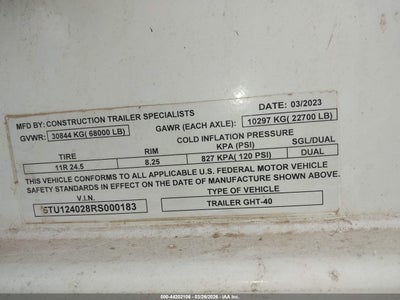 DATE: 03/2023
MFD BY: CONSTRUCTION TRAILER SPECIALISTS
GVWR: 30844 KG( 68000 LB)
GAWR (EACH AXLE): 10297 KG( 22700 LB)
COLD INFLATION PRESSURE
TIRE RIM KPA (PSI) SGL/DUAL
11R 24.5 8.25 827 KPA( 120 PSI) DUAL
THIS VEHICLE CONFORMS TO ALL APPLICABLE U.S. FEDERAL MOTOR VEHICLE
SAFETY STANDARDS IN EFFECT ON THE DATE OF MANUFACTURE SHOWN ABOVE.
V.I.N. TYPE OF VEHICLE
5TU124028RS000183 TRAILER GHT-40
000-44202106 - 03/26/2026 - IAA